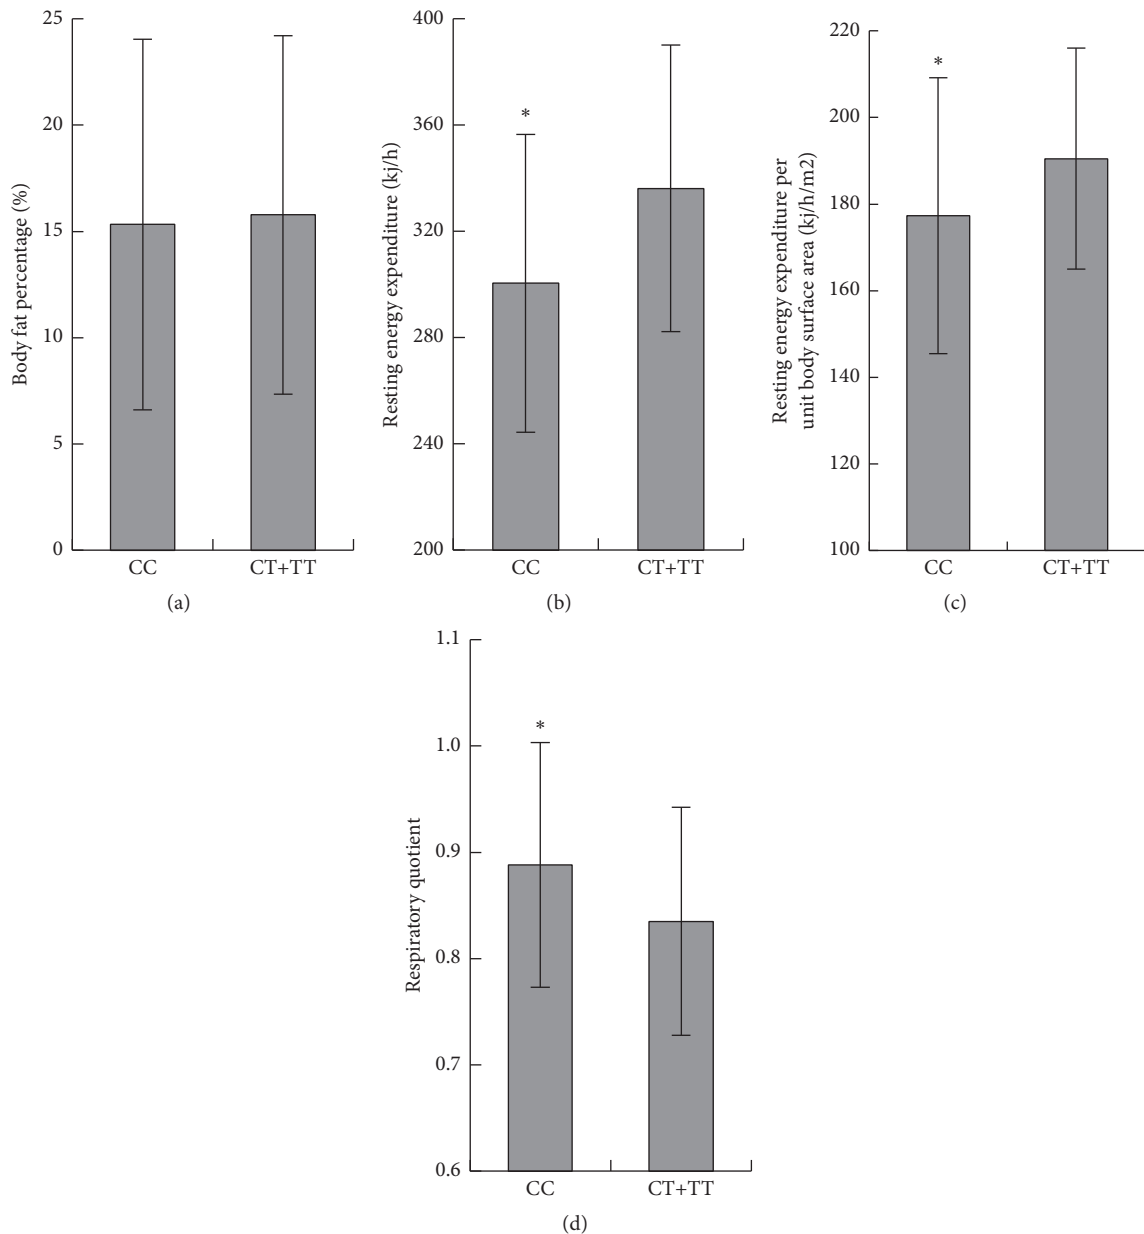 Body fat percentage (%)
25
20
15
10
5
0
CC
CT+TT
(a)
Resting energy expenditure (kj/h)
400
360
320
280
240
200
*
CC
CT+TT
(b)
Resting energy expenditure per
unit body surface area (kj/h/m2)
220
200
180
160
140
120
100
*
CC
CT+TT
(c)
Respiratory quotient
1.1
1.0
0.9
0.8
0.7
0.6
*
CC
CT+TT
(d)